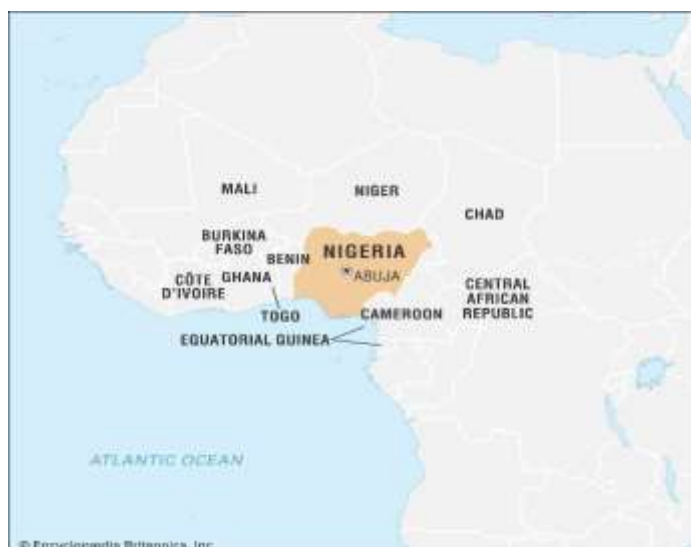 MALI
NIGER
CHAD
BURKINA
FASO
BENIN
NIGERIA
ABUJA
CÔTE
D'IVOIRE
GHANA
TOGO
CAMEROON
CENTRAL
AFRICAN
REPUBLIC
EQUATORIAL GUINEA
ATLANTIC OCEAN
© Encyclopædia Britannica, Inc.